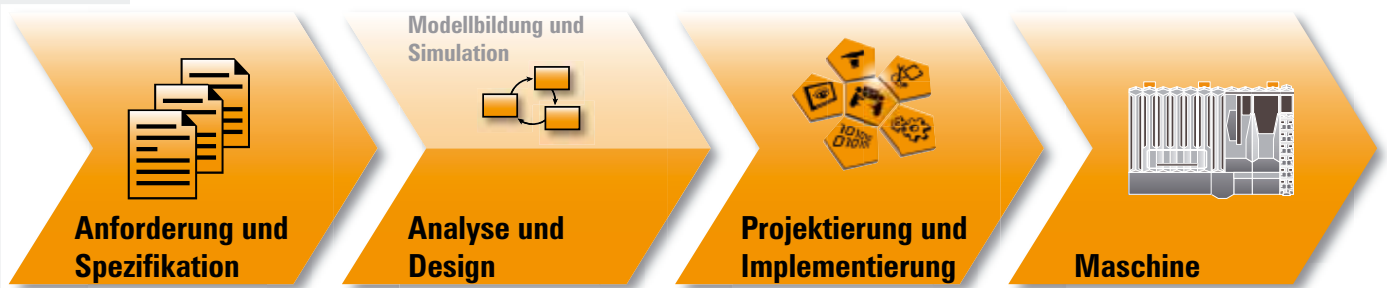 Anforderung und
Spezifikation
Modellbildung und
Simulation
Analyse und
Design
Projektierung und
Implementierung
Maschine